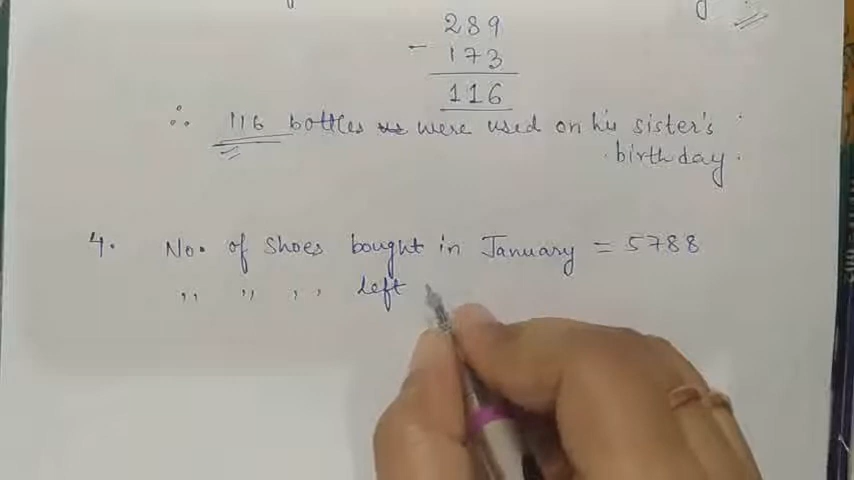 289
- 173
116
∴ 116 bottles were used on his sister's
birthday.
4. No. of shoes bought in January = 5788
,, ,, ,, left